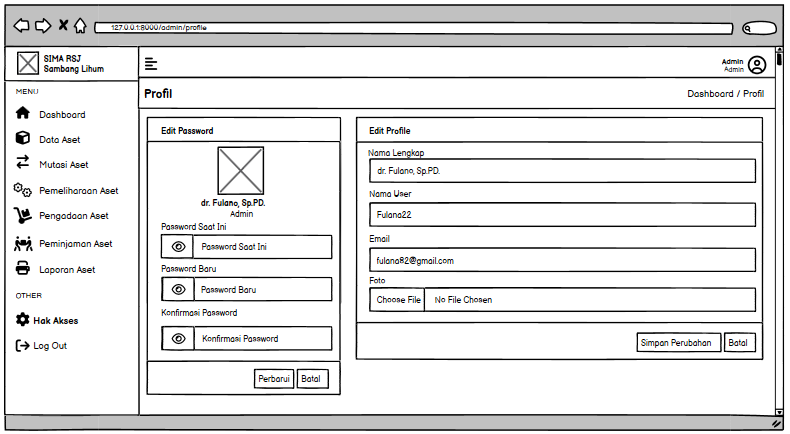 127.0.0.1:8000/admin/profile
SIMA RSJ
Sambang Lihum
Admin
Admin
MENU
Dashboard
Data Aset
Mutasi Aset
Pemeliharaan Aset
Pengadaan Aset
Peminjaman Aset
Laporan Aset
OTHER
Hak Akses
Log Out
Profil
Dashboard / Profil
Edit Password
dr. Fulano, Sp.PD.
Admin
Password Saat Ini
Password Saat Ini
Password Baru
Password Baru
Konfirmasi Password
Konfirmasi Password
Perbarui Batal
Edit Profile
Nama Lengkap
dr. Fulano, Sp.PD.
Nama User
Fulana22
Email
fulana82@gmail.com
Foto
Choose File No File Chosen
Simpan Perubahan Batal